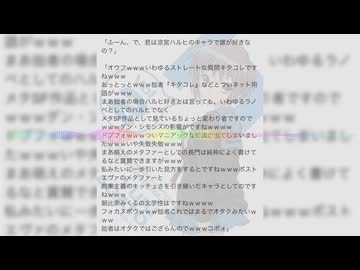 「ふーん、で、君は涼宮ハルヒのキャラで誰が好きなの？」
「オウフｗｗｗいわゆるストレートな質問キタコレですねｗｗｗ
おっとっとｗｗｗ拙者『キタコレ』などとついネット用語がｗｗｗ
まあ拙者の場合ハルヒ好きとは言っても、いわゆるラノベとしてのハルヒでなく
メタSF作品として見ているちょっと変わり者ですのでｗｗｗダン・シモンズの影響がですねｗｗｗ
ドプフォｗｗｗついマニアックな知識が出てしまいましたｗｗｗいや失敬失敬ｗｗｗ
まあ萌えのメタファーとしての長門は純粋によく書けてるなと賞賛できますがｗｗｗ
私みたいに一歩引いた見方をするとですねｗｗｗポストエヴァのメタファーと
商業主義のキッチュさを引き継いだキャラとしてのですねｗｗｗ
朝比奈みくるの文学性はですねｗｗｗｗ
フォカヌポウｗｗｗ拙者これではまるでオタクみたいｗｗｗ
拙者はオタクではござらんのでｗｗｗコポォ」